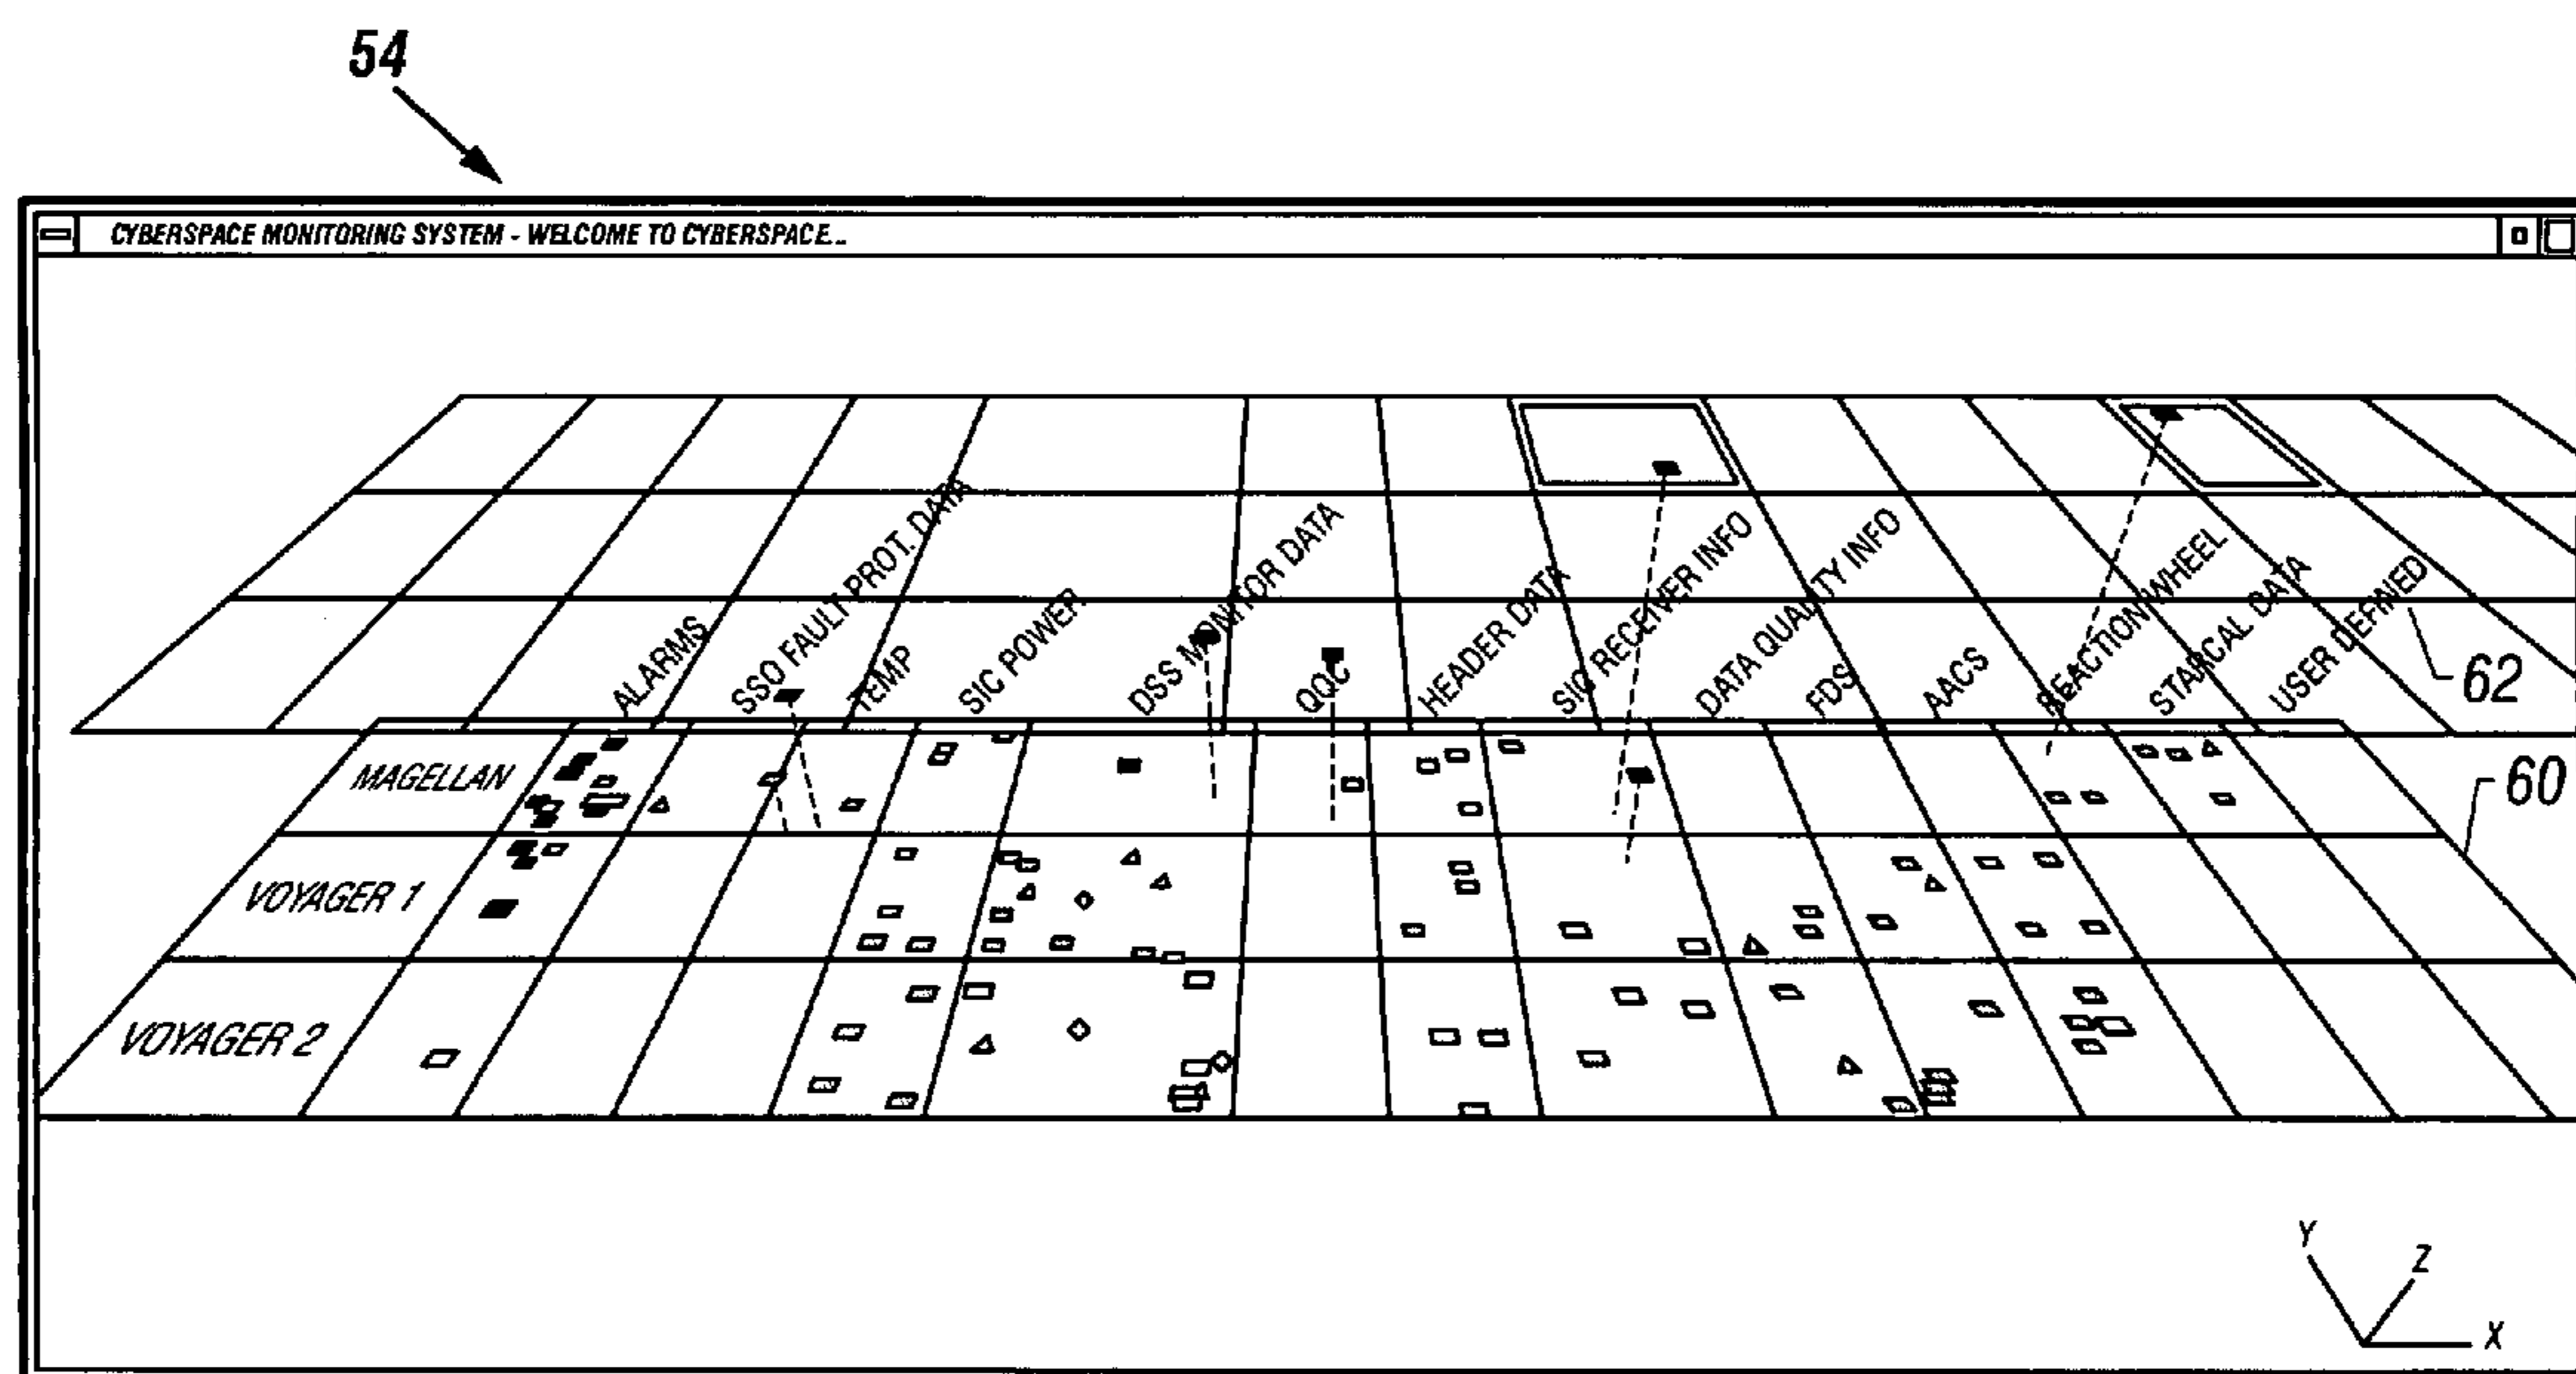 54
CYBERSPACE MONITORING SYSTEM - WELCOME TO CYBERSPACE...
ALARMS
SSO FAULT PROT. DATA
TEMP
SIC POWER
DSS MONITOR DATA
QQC
HEADER DATA
SIC RECEIVER INFO
DATA QUALITY INFO
FDS
AACS
REACTION WHEEL
STARCAL DATA
USER DEFINED
62
MAGELLAN
60
VOYAGER 1
VOYAGER 2
Y
Z
X